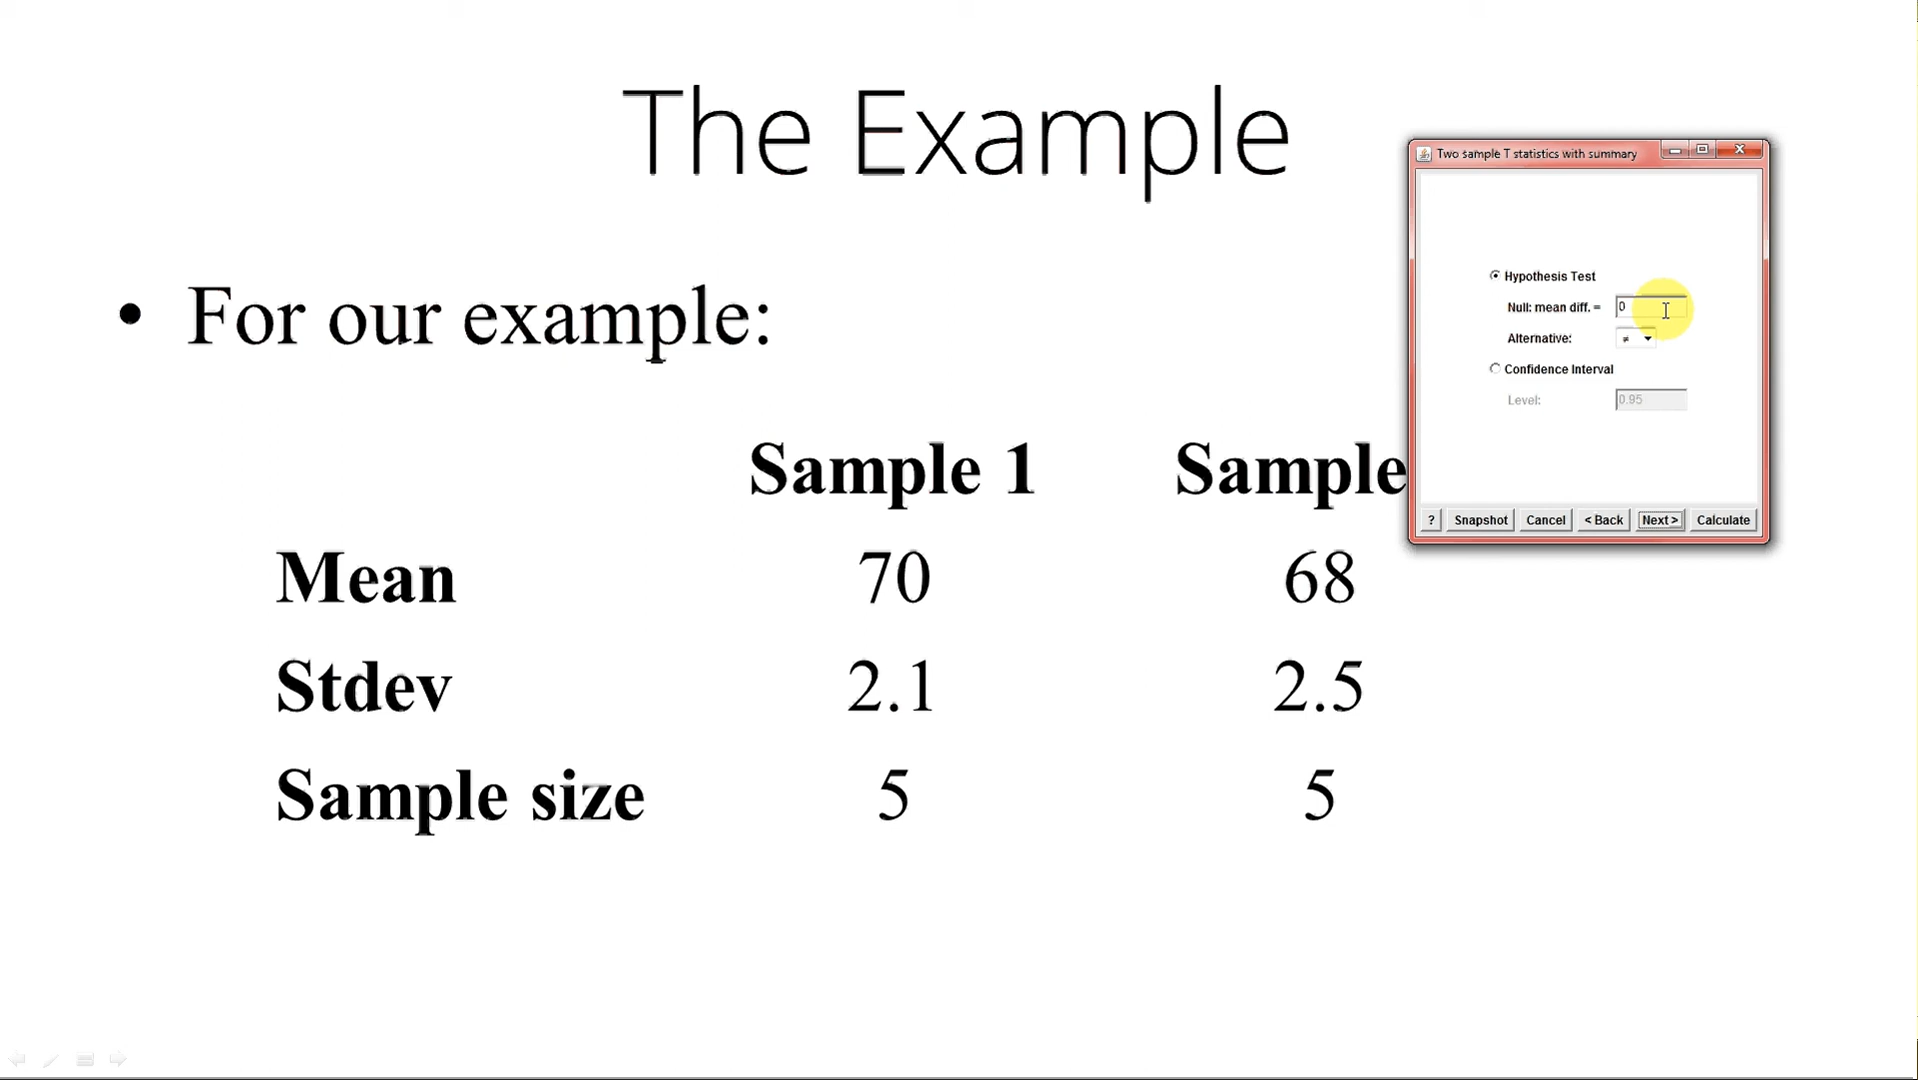 The Example
• For our example:
Sample 1 Sample
Mean 70 68
Stdev 2.1 2.5
Sample size 5 5
Two sample T statistics with summary
Hypothesis Test
Null: mean diff. = 0
Alternative: ≠
Confidence Interval
Level: 0.95
? Snapshot Cancel < Back Next > Calculate